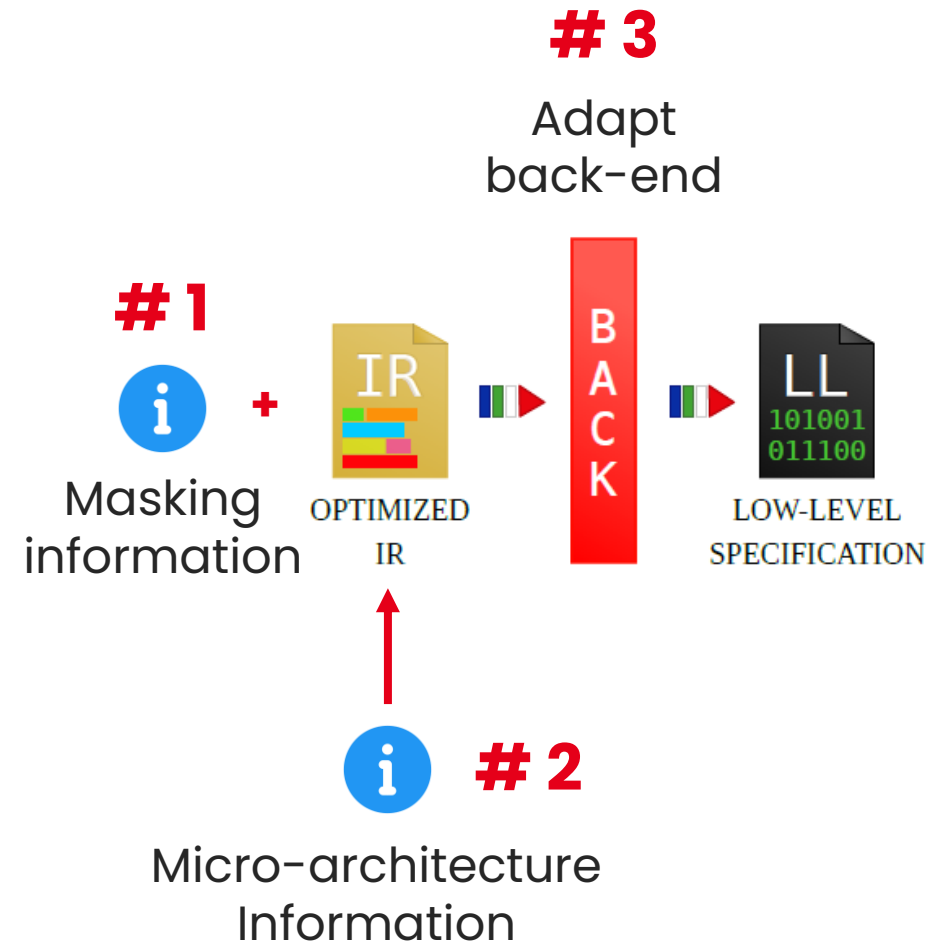 # 3
Adapt
back-end
# 1
Masking
information
+
IR
OPTIMIZED
IR
B
A
C
K
LL
101001
011100
LOW-LEVEL
SPECIFICATION
# 2
Micro-architecture
Information